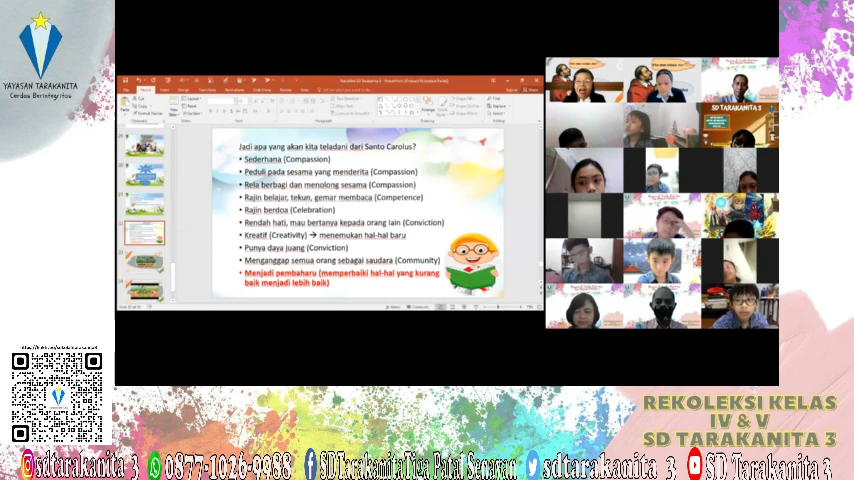 YAYASAN TARAKANITA
Cerdas Berintegritas
Jadi apa yang akan kita teladani dari Santo Carolus?
• Sederhana (Compassion)
• Peduli pada sesama yang menderita (Compassion)
• Rela berbagi dan menolong sesama (Compassion)
• Rajin belajar, tekun, gemar membaca (Competence)
• Rajin berdoa (Celebration)
• Rendah hati, mau bertanya kepada orang lain (Conviction)
• Kreatif (Creativity) → menemukan hal-hal baru
• Punya daya juang (Conviction)
• Menganggap semua orang sebagai saudara (Community)
• Menjadi pembaharu (memperbaiki hal-hal yang kurang
baik menjadi lebih baik)
SD TARAKANITA 3
REKOLEKSI KELAS
IV & V
SD TARAKANITA 3
sdtarakanita 3 0877-1026-9988 SDTarakanitaTiga Patal Senayan sdtarakanita 3 SD Tarakanita 3